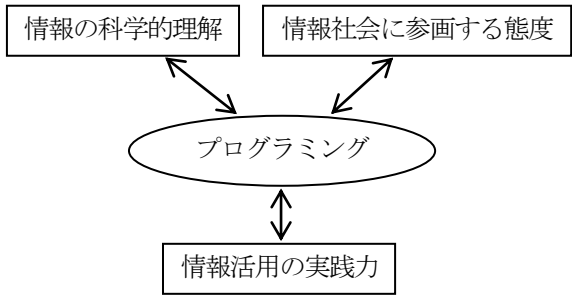 情報の科学的理解
情報社会に参画する態度
プログラミング
情報活用の実践力